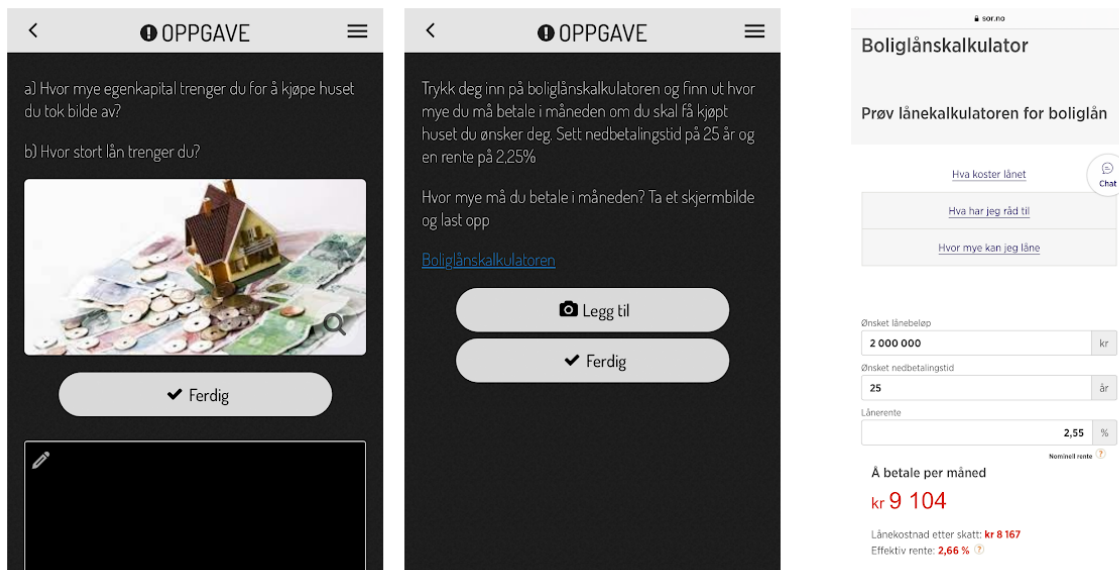 OPPGAVE
a) Hvor mye egenkapital trenger du for å kjøpe huset
du tok bilde av?
b) Hvor stort lån trenger du?
Ferdig
OPPGAVE
Trykk deg inn på boliglånskalkulatoren og finn ut hvor
mye du må betale i måneden om du skal få kjøpt
huset du ønsker deg. Sett nedbetalingstid på 25 år og
en rente på 2,25%
Hvor mye må du betale i måneden? Ta et skjermbilde
og last opp
Boliglånskalkulatoren
Legg til
Ferdig
sor.no
Boliglånskalkulator
Prøv lånekalkulatoren for boliglån
Hva koster lånet
Chat
Hva har jeg råd til
Hvor mye kan jeg låne
Ønsket lånebeløp
2 000 000 kr
Ønsket nedbetalingstid
25 år
Lånerente
2,55 %
Nominell rente ?
Å betale per måned
kr 9 104
Lånekostnad etter skatt: kr 8 167
Effektiv rente: 2,66 % ?